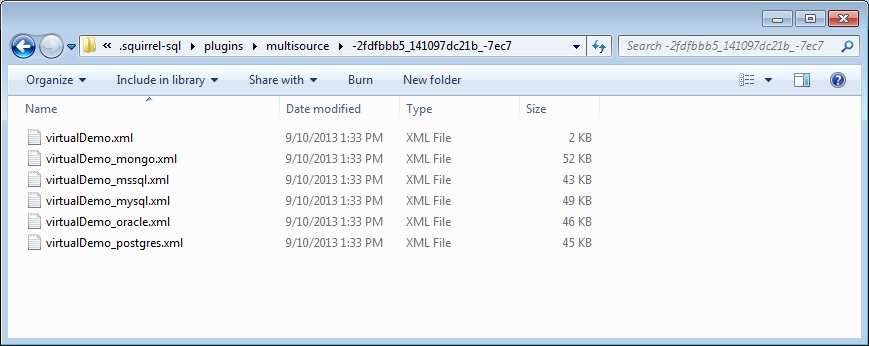 « .squirrel-sql ▸ plugins ▸ multisource ▸ -2fdfbbb5_141097dc21b_-7ec7 Search -2fdfbbb5_141097dc21b_-7ec7
Organize Include in library Share with Burn New folder
Name Date modified Type Size
virtualDemo.xml 9/10/2013 1:33 PM XML File 2 KB
virtualDemo_mongo.xml 9/10/2013 1:33 PM XML File 52 KB
virtualDemo_mssql.xml 9/10/2013 1:33 PM XML File 43 KB
virtualDemo_mysql.xml 9/10/2013 1:33 PM XML File 49 KB
virtualDemo_oracle.xml 9/10/2013 1:33 PM XML File 46 KB
virtualDemo_postgres.xml 9/10/2013 1:33 PM XML File 45 KB